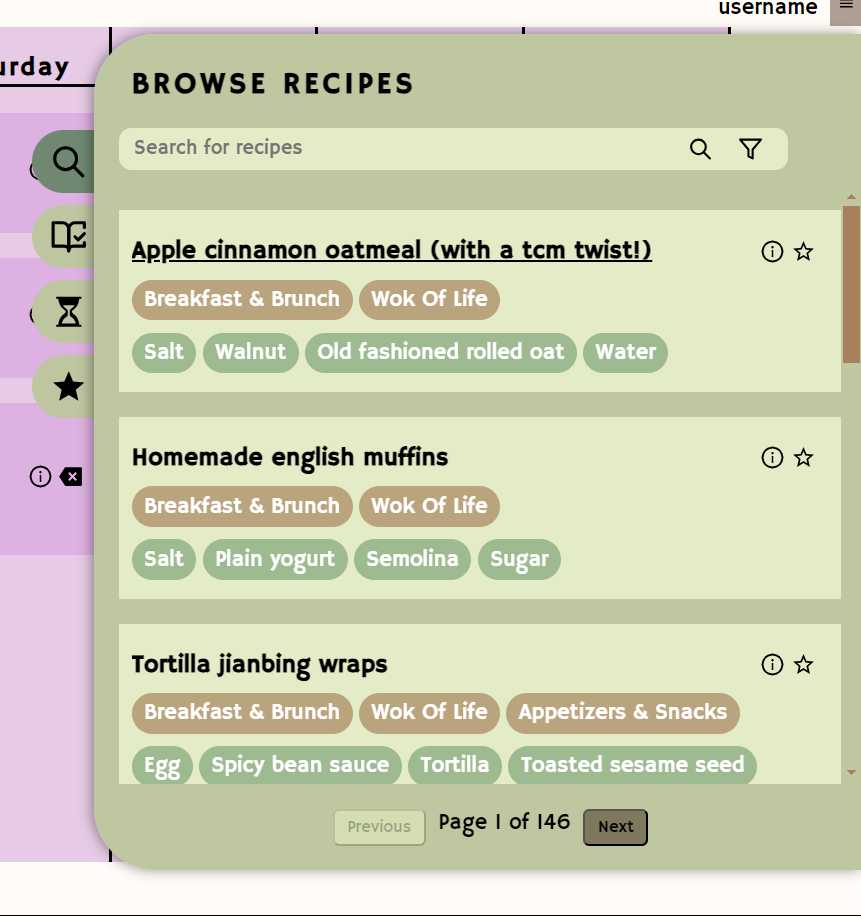 username
urday
BROWSE RECIPES
Search for recipes
Apple cinnamon oatmeal (with a tcm twist!)
Breakfast & Brunch Wok Of Life
Salt Walnut Old fashioned rolled oat Water
Homemade english muffins
Breakfast & Brunch Wok Of Life
Salt Plain yogurt Semolina Sugar
Tortilla jianbing wraps
Breakfast & Brunch Wok Of Life Appetizers & Snacks
Egg Spicy bean sauce Tortilla Toasted sesame seed
Previous Page 1 of 146 Next